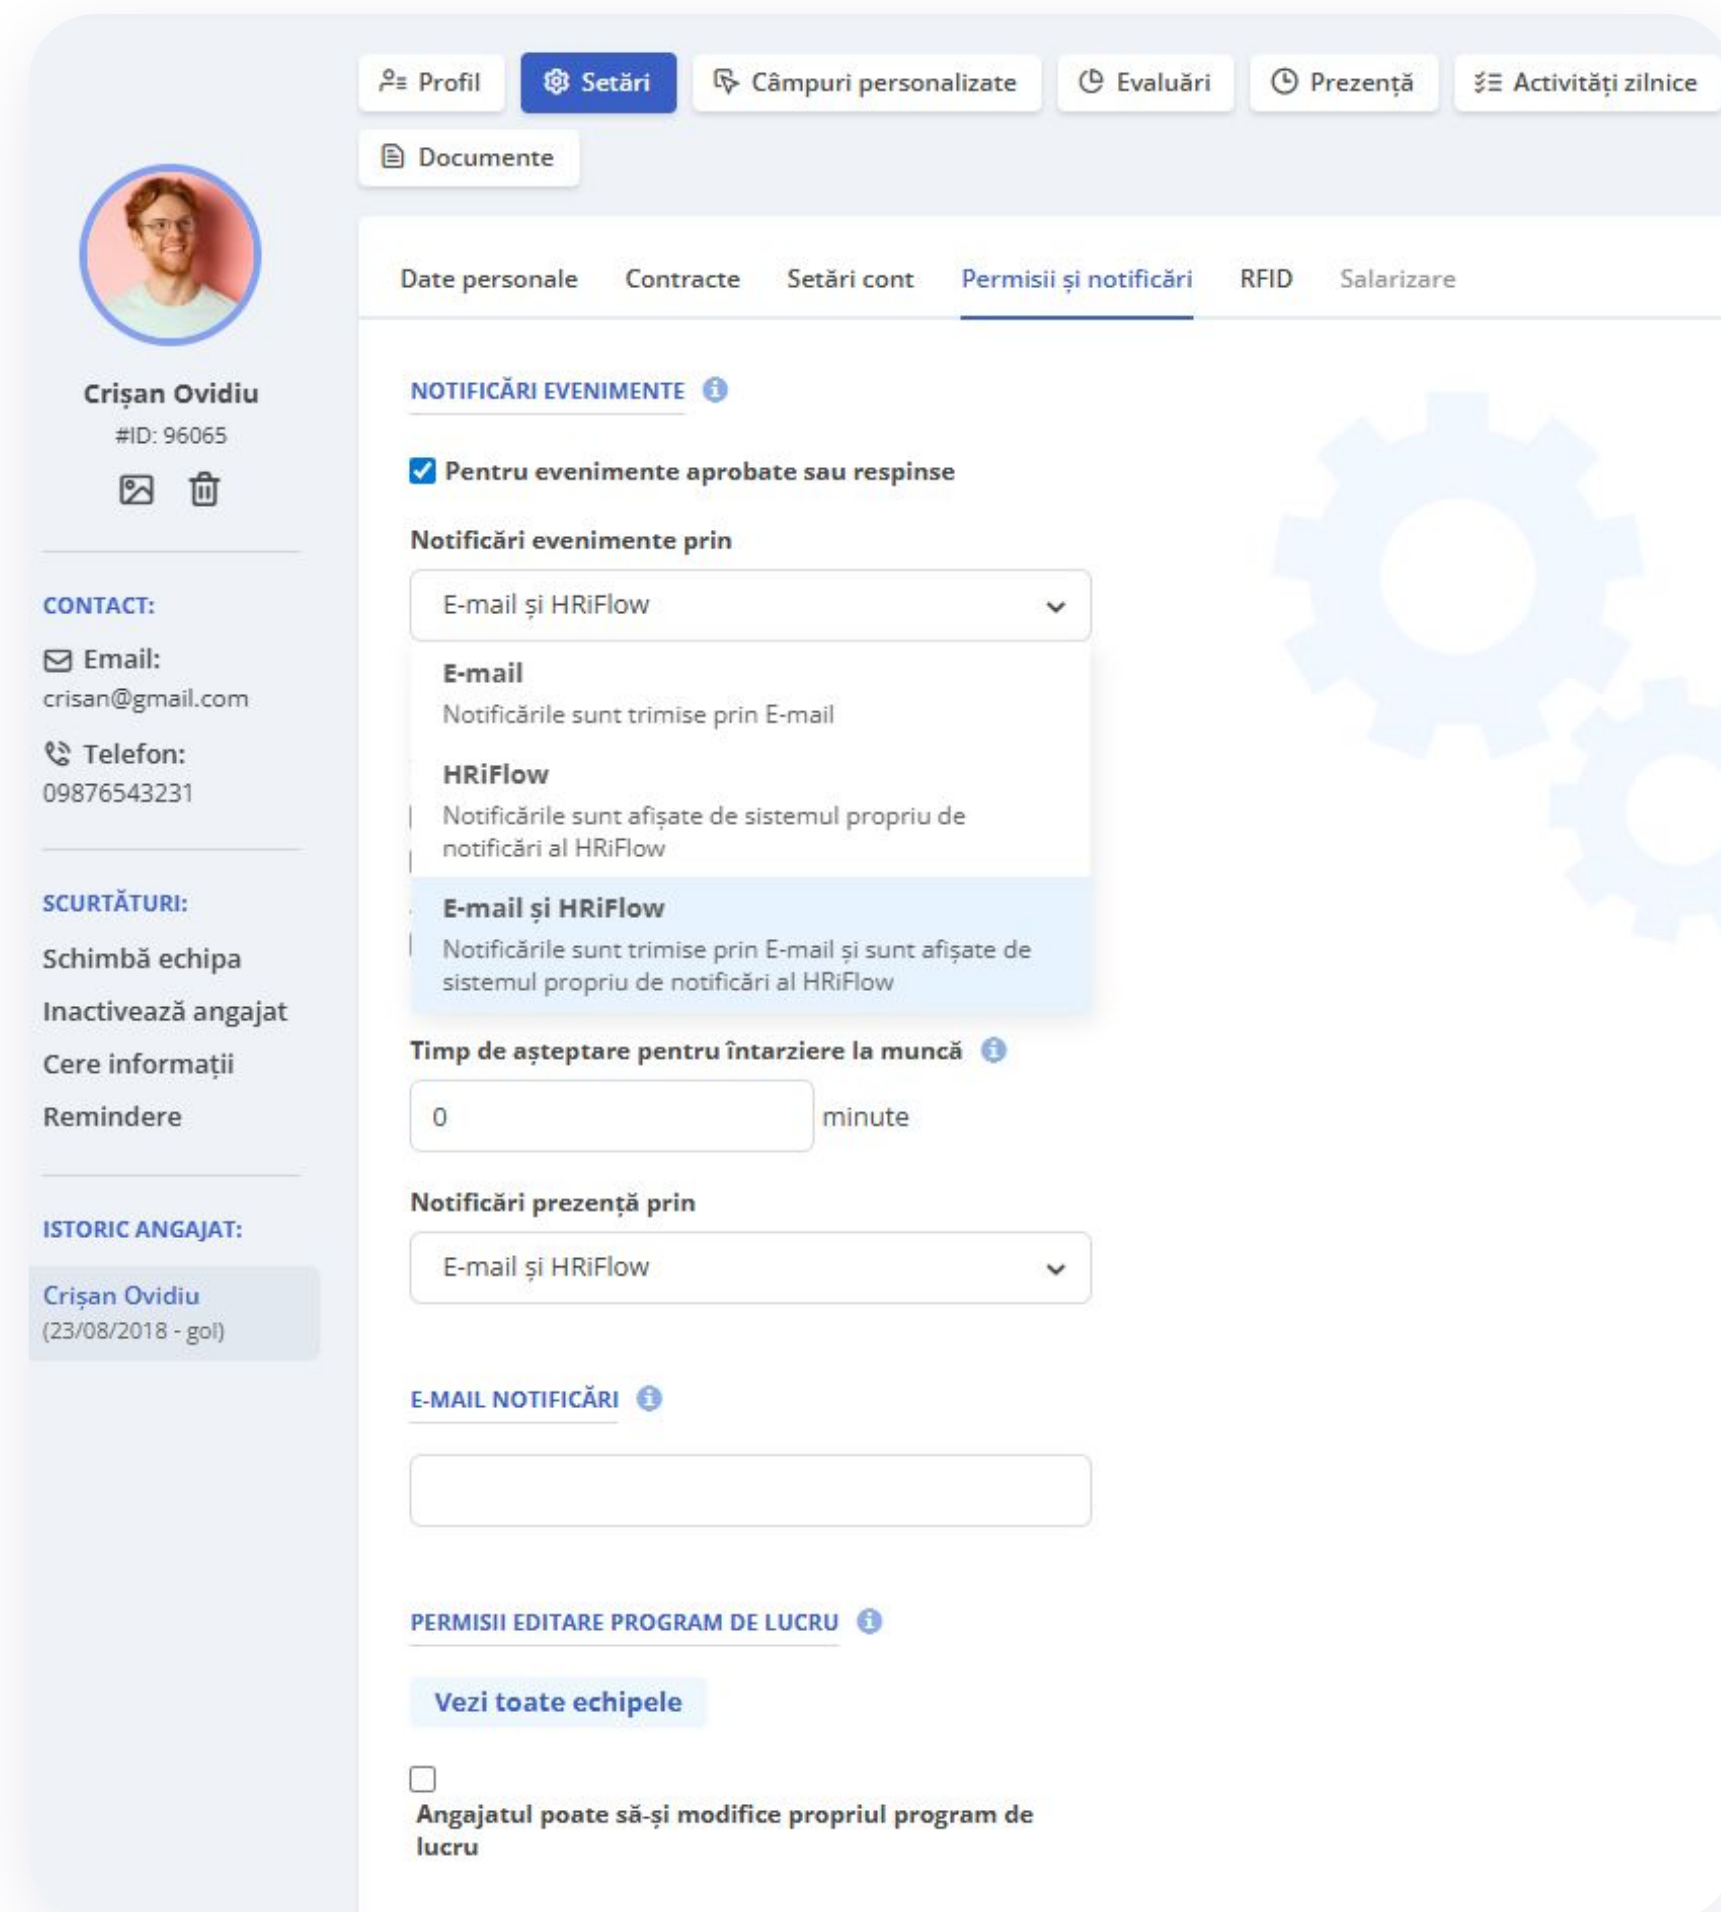 Profil
Setări
Câmpuri personalizate
Evaluări
Prezență
Activități zilnice
Documente
Crișan Ovidiu
#ID: 96065
CONTACT:
Email:
crisan@gmail.com
Telefon:
09876543231
SCURTĂTURI:
Schimbă echipa
Inactivează angajat
Cere informații
Remindere
ISTORIC ANGAJAT:
Crișan Ovidiu
(23/08/2018 - gol)
Date personale
Contracte
Setări cont
Permisii și notificări
RFID
Salarizare
NOTIFICĂRI EVENIMENTE
Pentru evenimente aprobate sau respinse
Notificări evenimente prin
E-mail și HRiFlow
E-mail
Notificările sunt trimise prin E-mail
HRiFlow
Notificările sunt afișate de sistemul propriu de
notificări al HRiFlow
E-mail și HRiFlow
Notificările sunt trimise prin E-mail și sunt afișate de
sistemul propriu de notificări al HRiFlow
Timp de așteptare pentru întarziere la muncă
0
minute
Notificări prezență prin
E-mail și HRiFlow
E-MAIL NOTIFICĂRI
PERMISII EDITARE PROGRAM DE LUCRU
Vezi toate echipele
Angajatul poate să-și modifice propriul program de
lucru